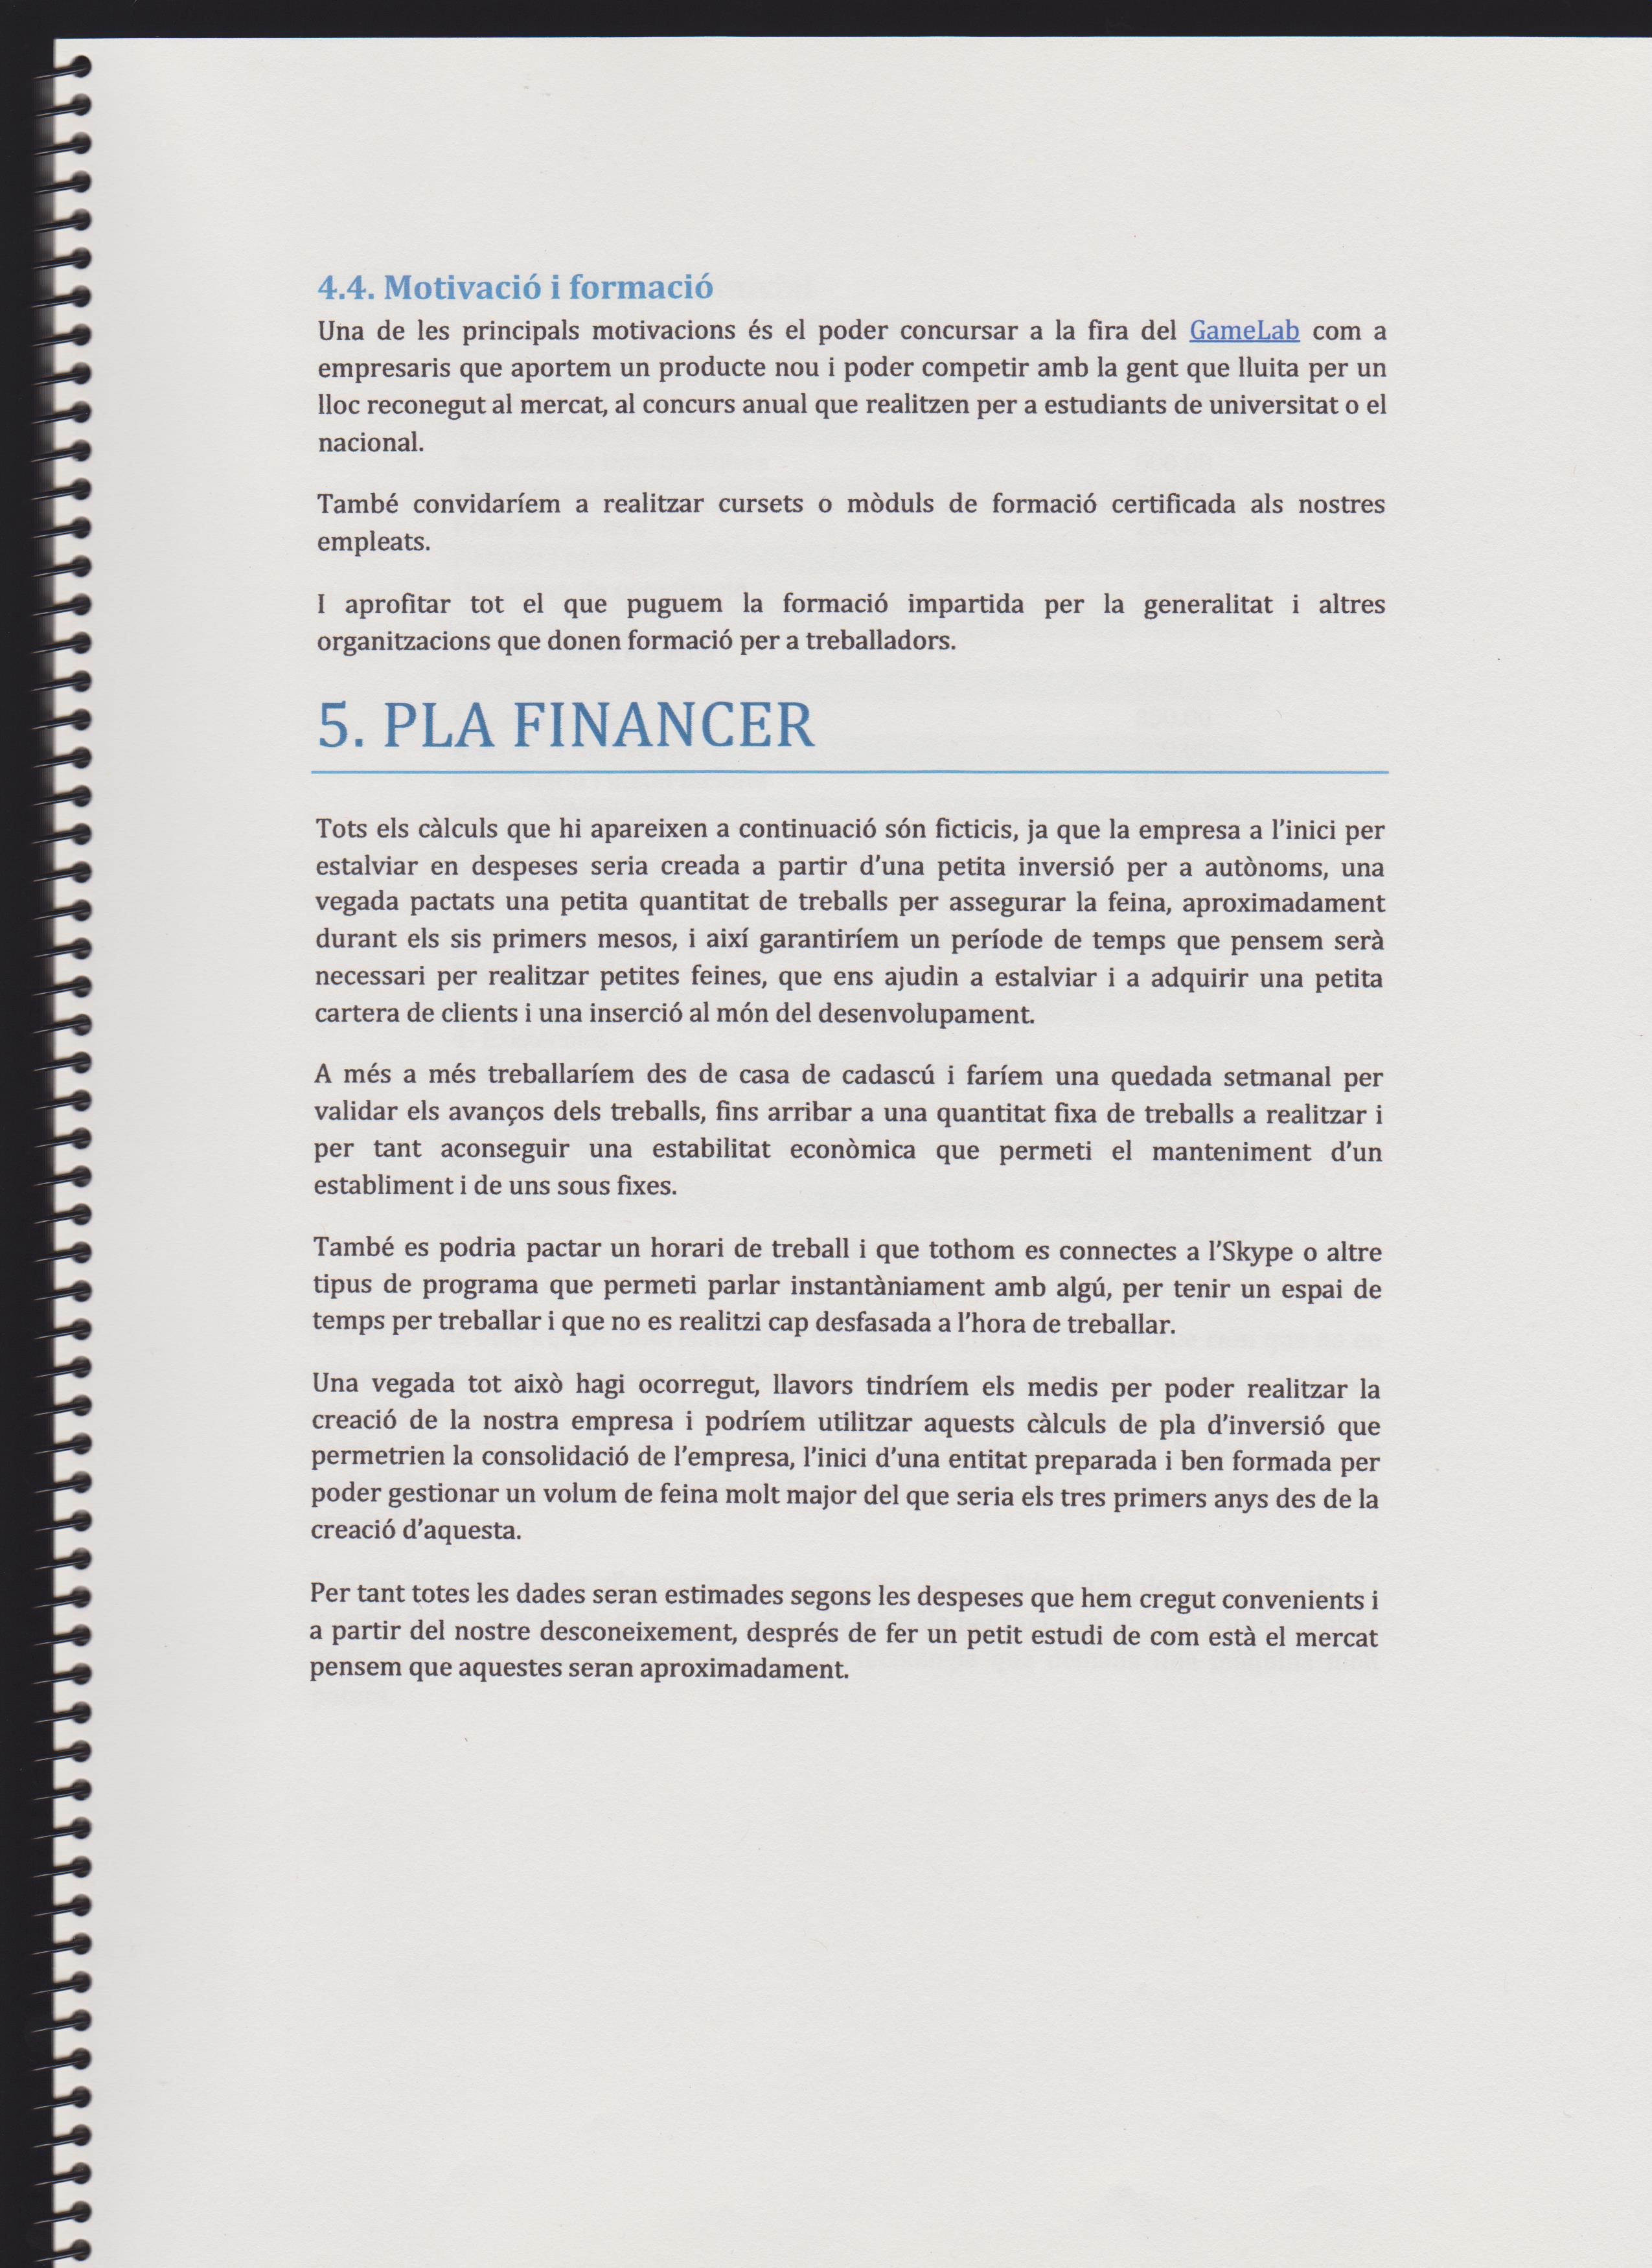 4.4. Motivació i formació
Una de les principals motivacions és el poder concursar a la fira del GameLab com a
empresaris que aportem un producte nou i poder competir amb la gent que lluita per un
lloc reconegut al mercat, al concurs anual que realitzen per a estudiants de universitat o el
nacional.
També convidaríem a realitzar cursets o mòduls de formació certificada als nostres
empleats.
I aprofitar tot el que puguem la formació impartida per la generalitat i altres
organitzacions que donen formació per a treballadors.
5. PLA FINANCER
Tots els càlculs que hi apareixen a continuació són ficticis, ja que la empresa a l'inici per
estalviar en despeses seria creada a partir d'una petita inversió per a autònoms, una
vegada pactats una petita quantitat de treballs per assegurar la feina, aproximadament
durant els sis primers mesos, i així garantiríem un període de temps que pensem serà
necessari per realitzar petites feines, que ens ajudin a estalviar i a adquirir una petita
cartera de clients i una inserció al món del desenvolupament.
A més a més treballaríem des de casa de cadascú i faríem una quedada setmanal per
validar els avanços dels treballs, fins arribar a una quantitat fixa de treballs a realitzar i
per tant aconseguir una estabilitat econòmica que permeti el manteniment d'un
establiment i de uns sous fixes.
També es podria pactar un horari de treball i que tothom es connectes a l'Skype o altre
tipus de programa que permeti parlar instantàniament amb algú, per tenir un espai de
temps per treballar i que no es realitzi cap desfasada a l'hora de treballar.
Una vegada tot això hagi ocorregut, llavors tindríem els medis per poder realitzar la
creació de la nostra empresa i podríem utilitzar aquests càlculs de pla d'inversió que
permetrien la consolidació de l'empresa, l'inici d'una entitat preparada i ben formada per
poder gestionar un volum de feina molt major del que seria els tres primers anys des de la
creació d'aquesta.
Per tant totes les dades seran estimades segons les despeses que hem cregut convenients i
a partir del nostre desconeixement, després de fer un petit estudi de com està el mercat
pensem que aquestes seran aproximadament.